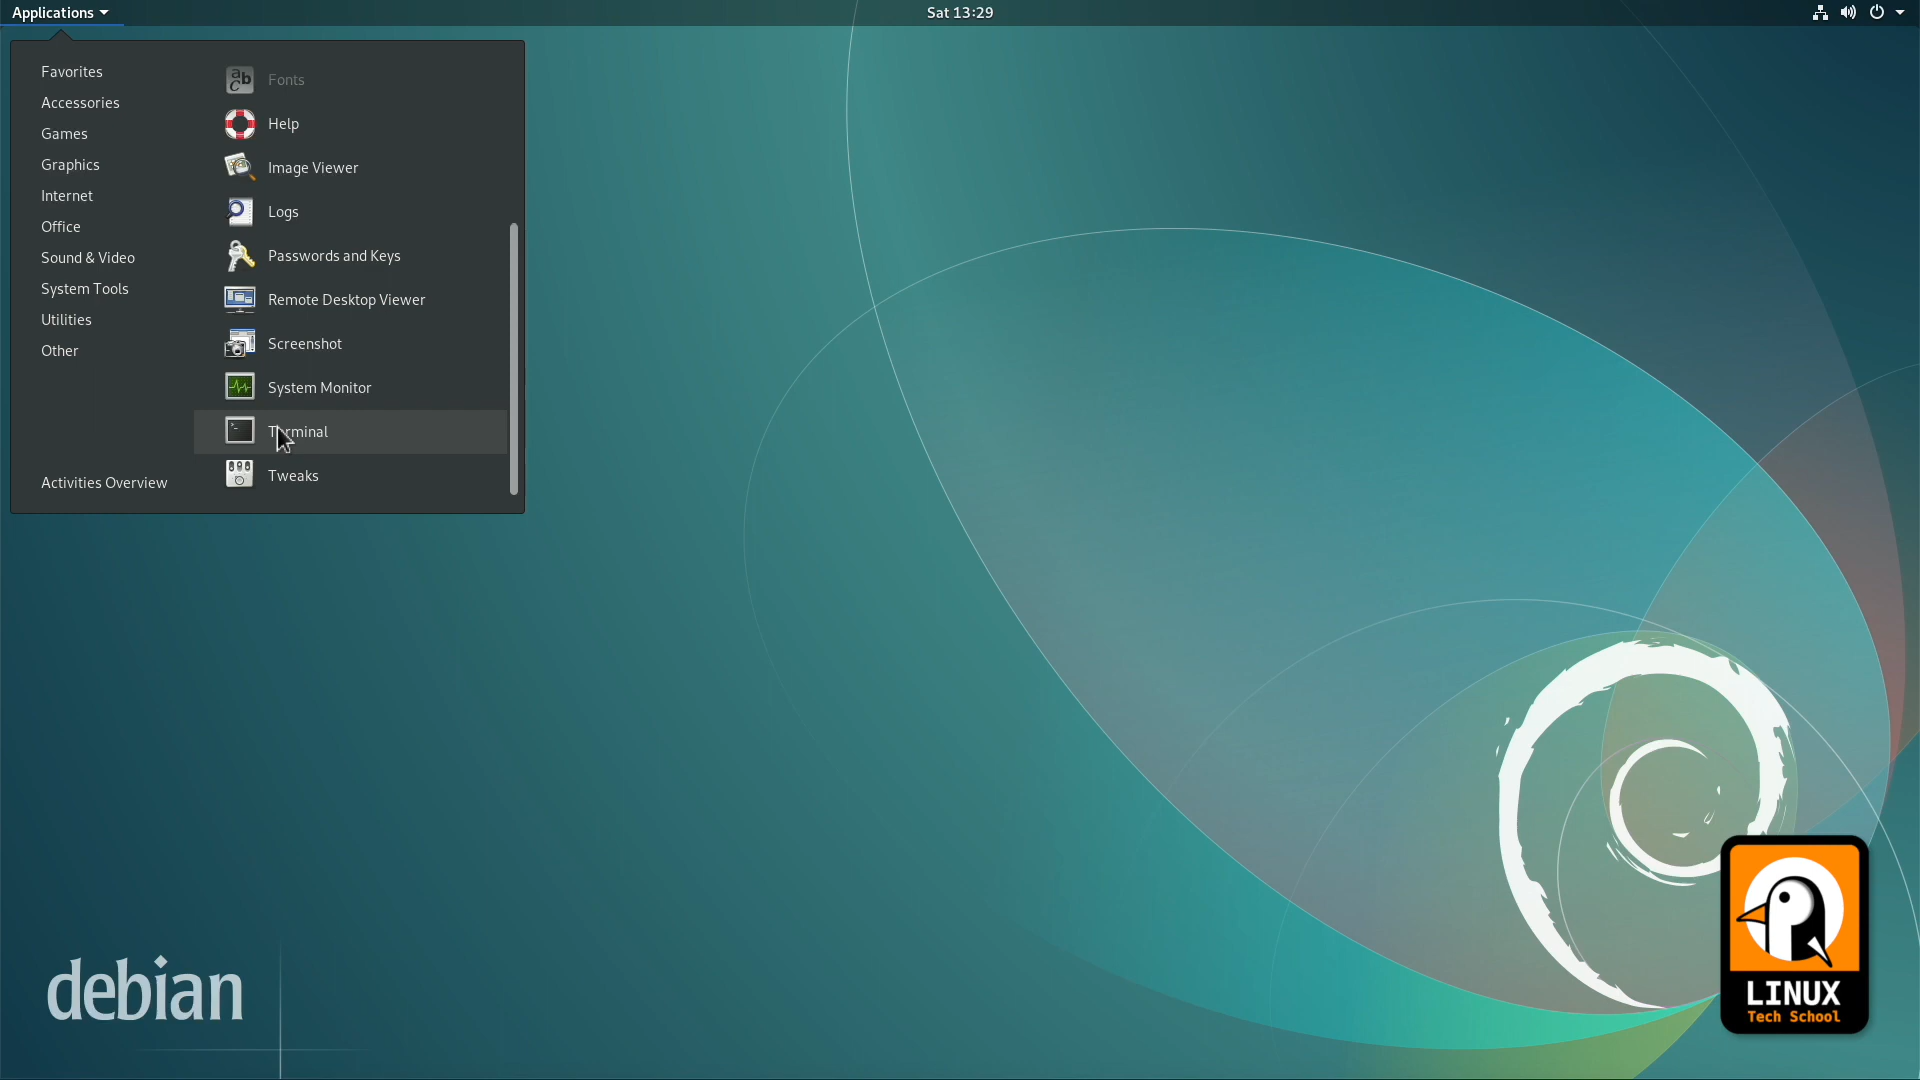 Applications
Sat 13:29
Favorites
Accessories
Games
Graphics
Internet
Office
Sound & Video
System Tools
Utilities
Other
Activities Overview
Fonts
Help
Image Viewer
Logs
Passwords and Keys
Remote Desktop Viewer
Screenshot
System Monitor
Terminal
Tweaks
debian
LINUX
Tech School